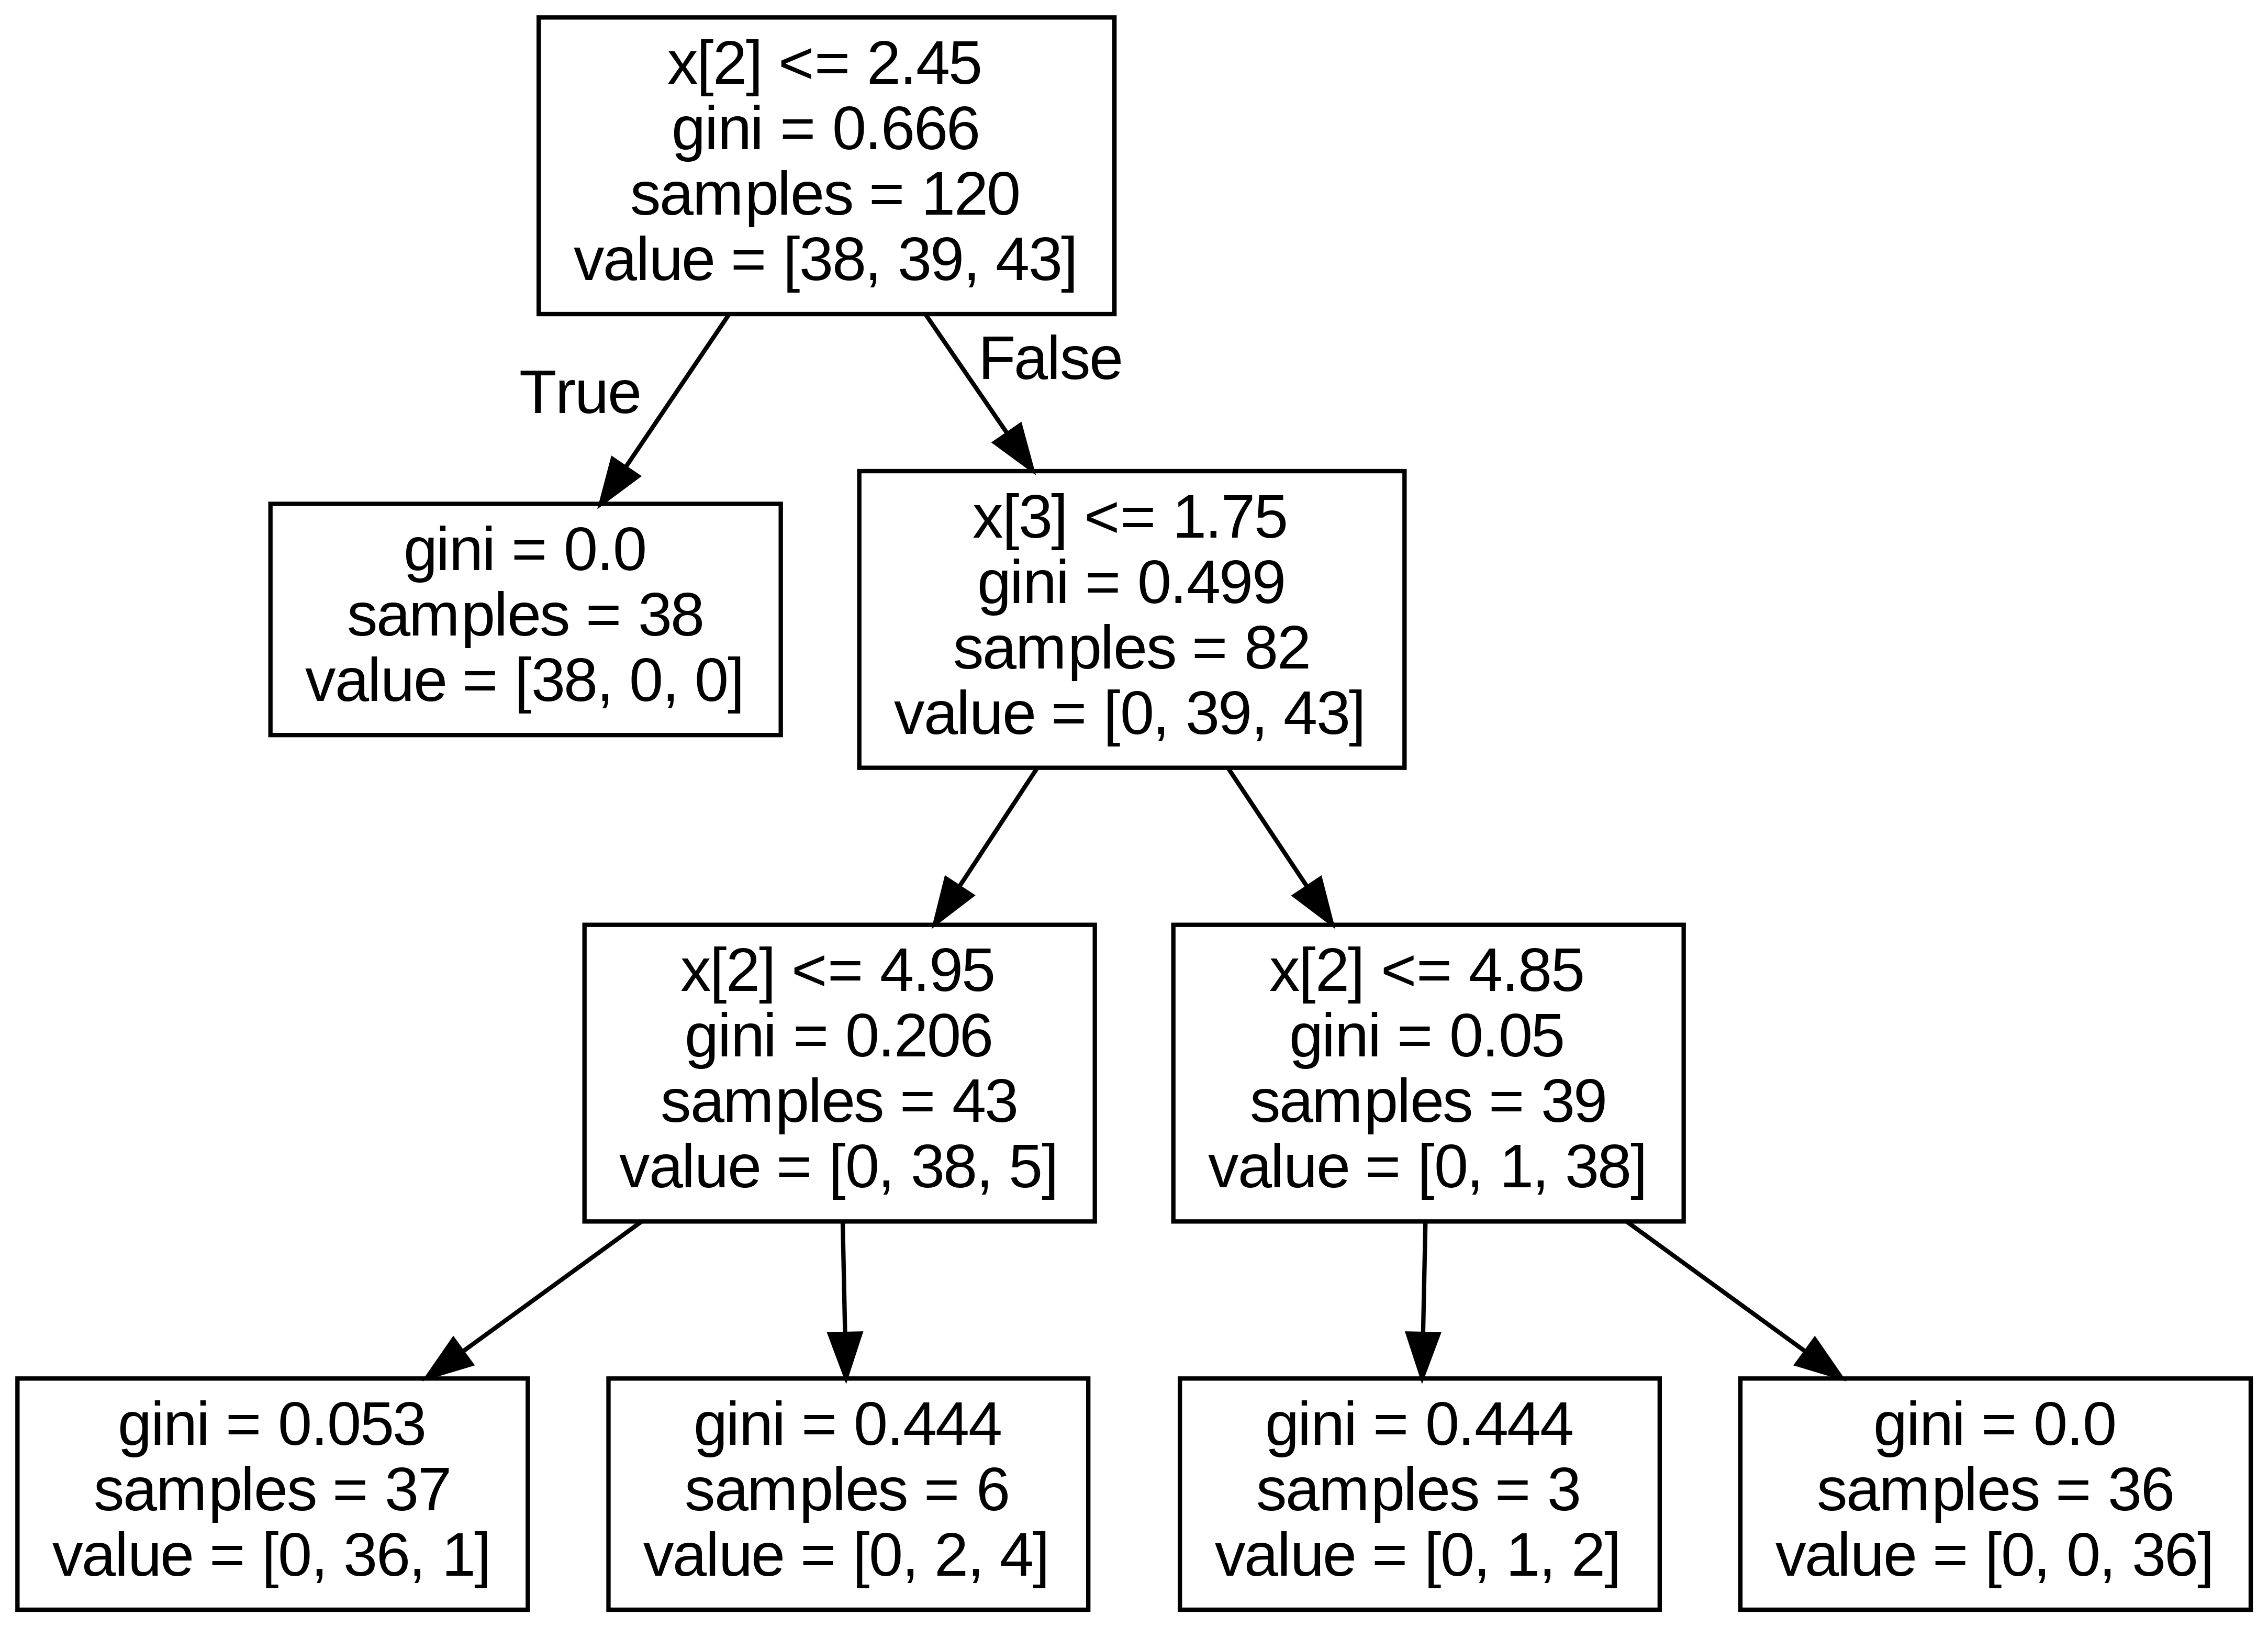 x[2] <= 2.45
gini = 0.666
samples = 120
value = [38, 39, 43]
True
False
gini = 0.0
samples = 38
value = [38, 0, 0]
x[3] <= 1.75
gini = 0.499
samples = 82
value = [0, 39, 43]
x[2] <= 4.95
gini = 0.206
samples = 43
value = [0, 38, 5]
x[2] <= 4.85
gini = 0.05
samples = 39
value = [0, 1, 38]
gini = 0.053
samples = 37
value = [0, 36, 1]
gini = 0.444
samples = 6
value = [0, 2, 4]
gini = 0.444
samples = 3
value = [0, 1, 2]
gini = 0.0
samples = 36
value = [0, 0, 36]